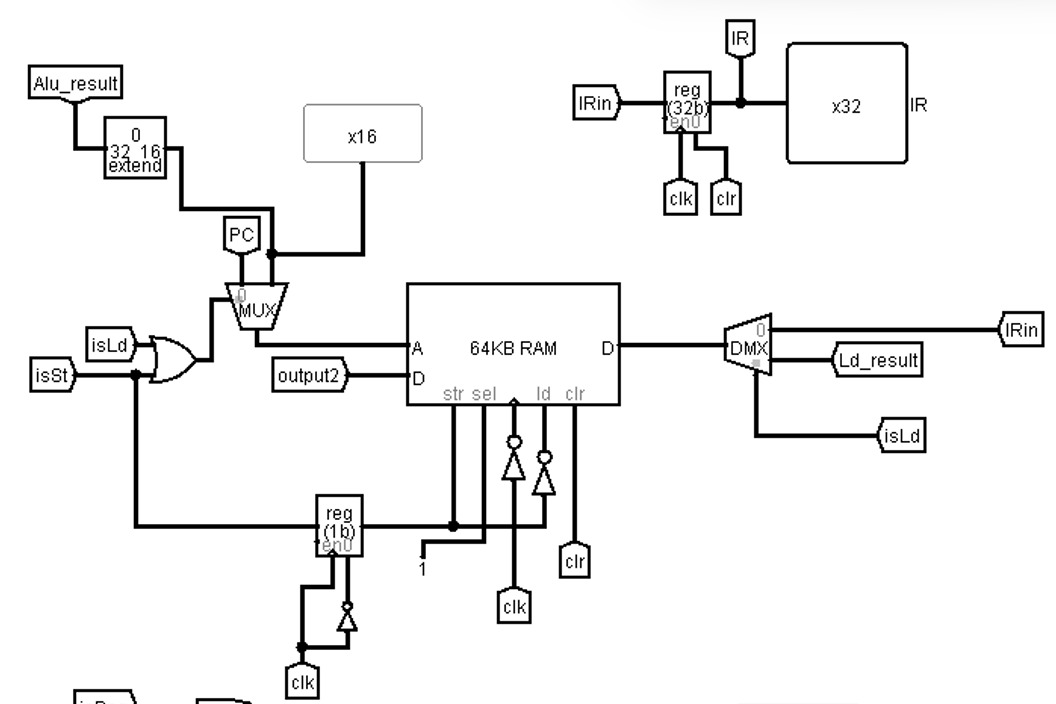 IR
Alu_result
reg
(32b)
en0
IRin
x32
IR
0
32 16
extend
x16
clk
clr
PC
0
MUX
isLd
isSt
output2
A
D
64KB RAM
D
str sel ld clr
0
DMX
IRin
Ld_result
isLd
reg
(1b)
en0
1
clr
clk
clk